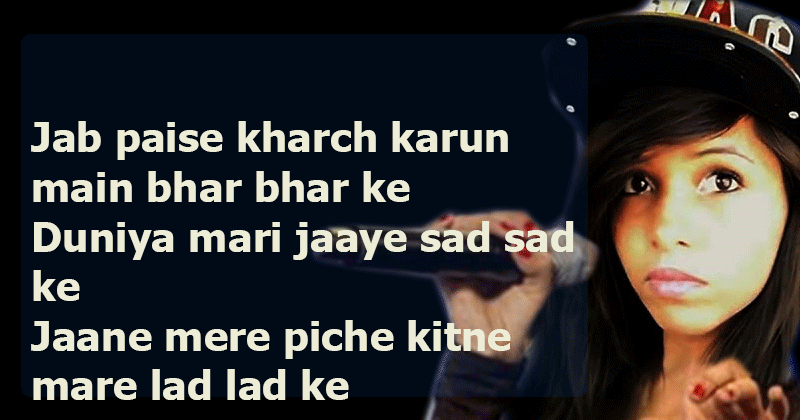 Jab paise kharch karun
main bhar bhar ke
Duniya mari jaaye sad sad
ke
Jaane mere piche kitne
mare lad lad ke